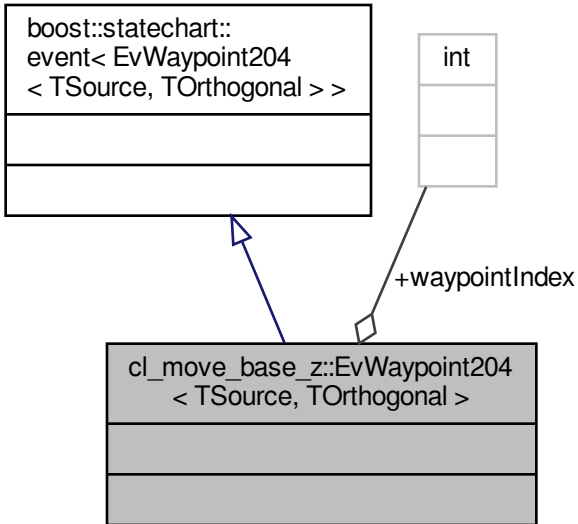 boost::statechart::
event< EvWaypoint204
< TSource, TOrthogonal > >
int
+waypointIndex
cl_move_base_z::EvWaypoint204
< TSource, TOrthogonal >